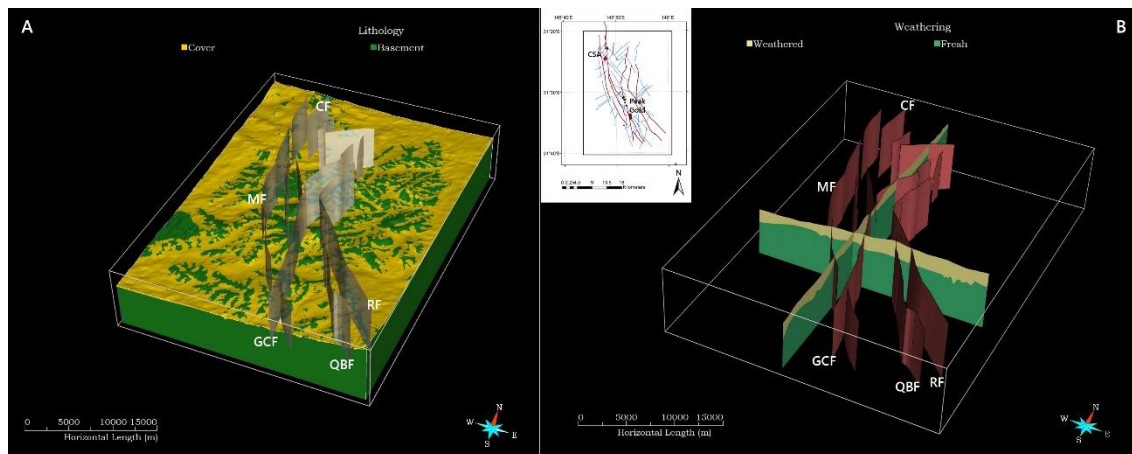 A
Lithology
Cover
Basement
CF
MF
RF
GCF
QBF
0 5000 10000 15000
Horizontal Length (m)
N
W
E
S
CSA
Peak
Gold
N
B
Weathering
Weathered
Fresh
CF
MF
GCF
QBF
RF
0 5000 10000 15000
Horizontal Length (m)
N
W
E
S